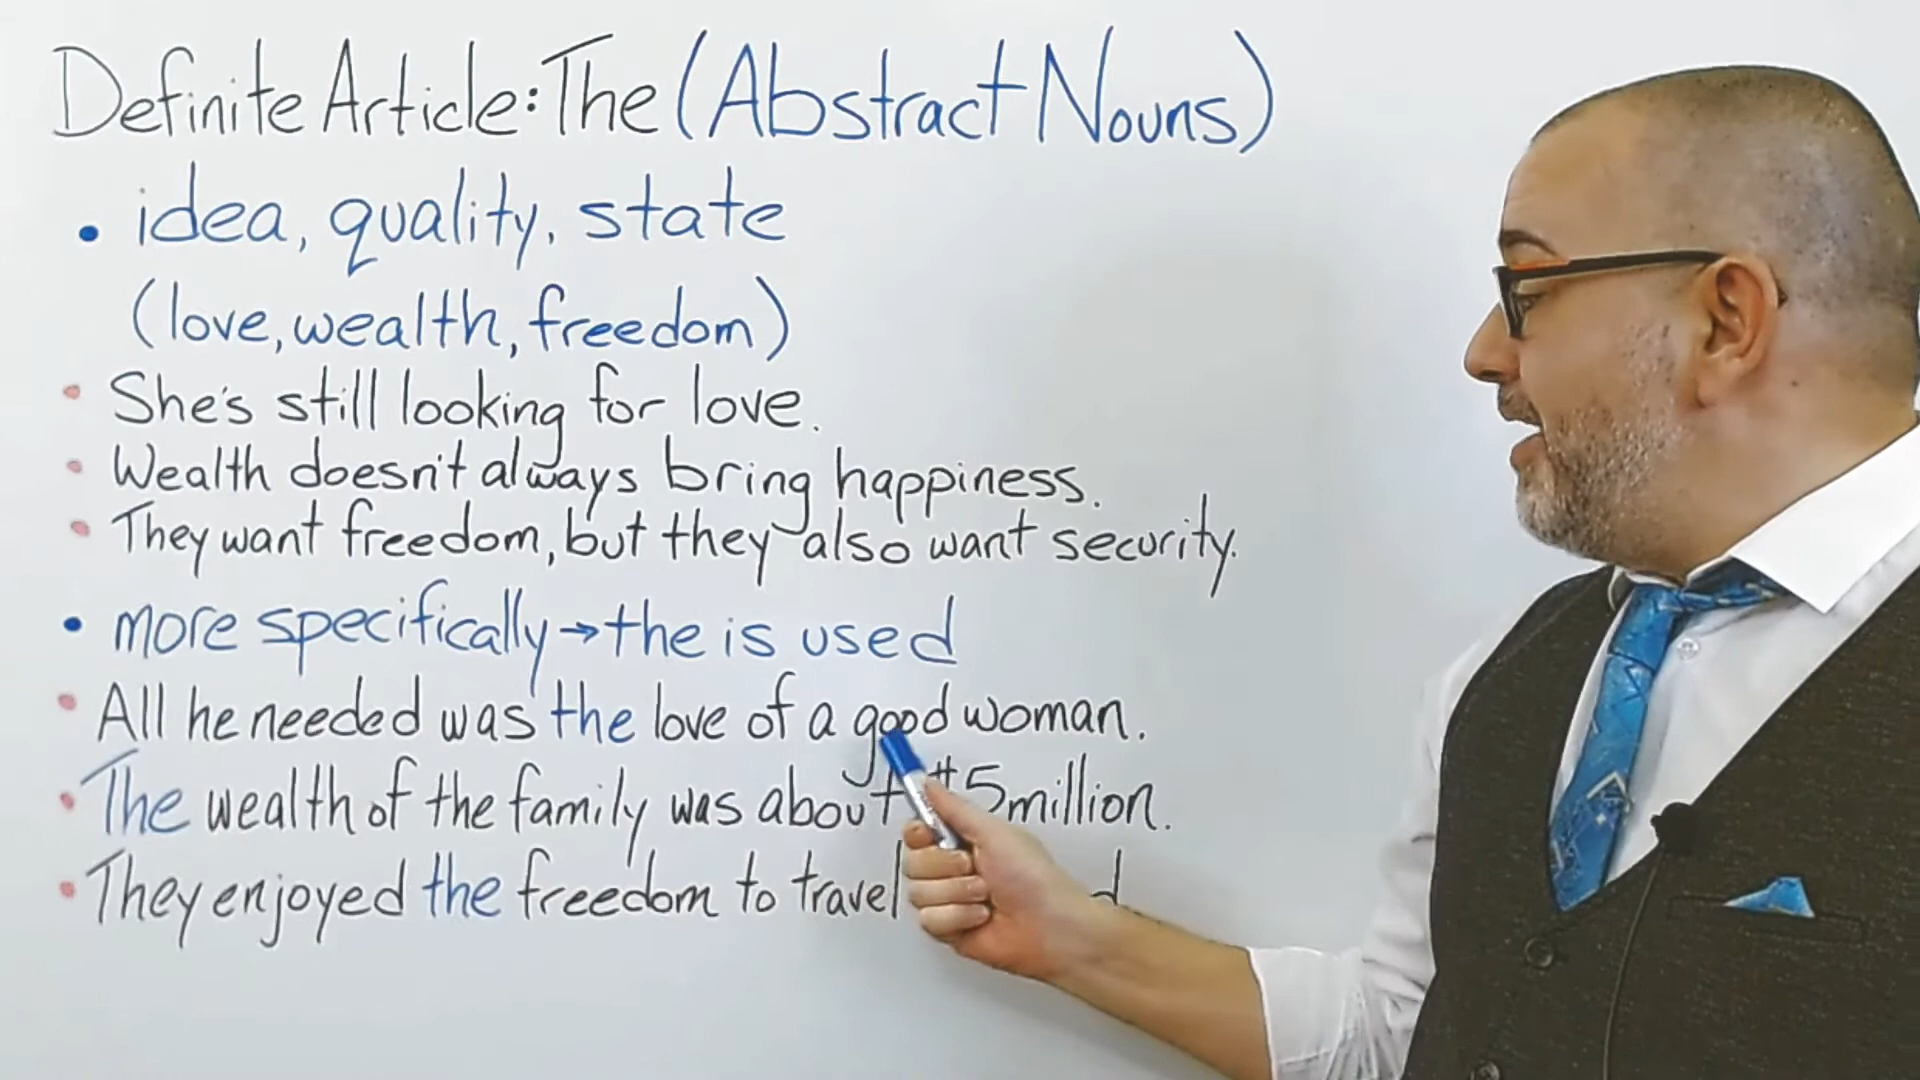 Definite Article: The (Abstract Nouns)
• idea, quality, state
(love, wealth, freedom)
• She's still looking for love.
• Wealth doesn't always bring happiness.
• They want freedom, but they also want security.
• more specifically → the is used
• All he needed was the love of a good woman.
• The wealth of the family was about $5 million.
• They enjoyed the freedom to travel